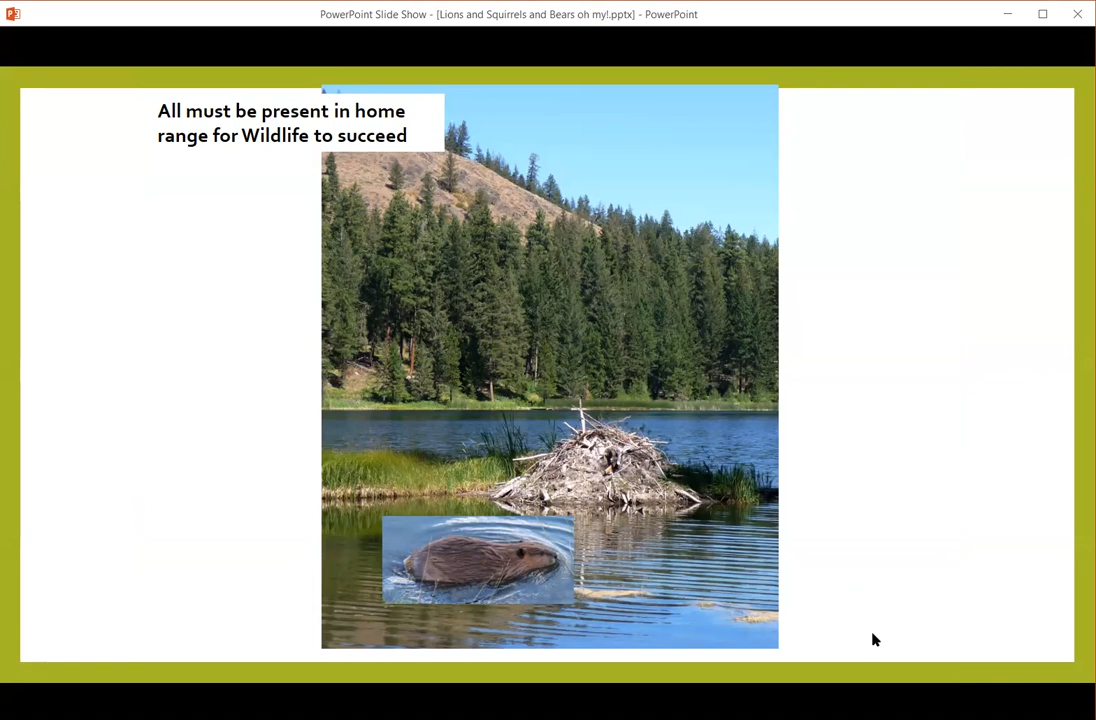 PowerPoint Slide Show - [Lions and Squirrels and Bears oh my!.pptx] - PowerPoint
All must be present in home
range for Wildlife to succeed